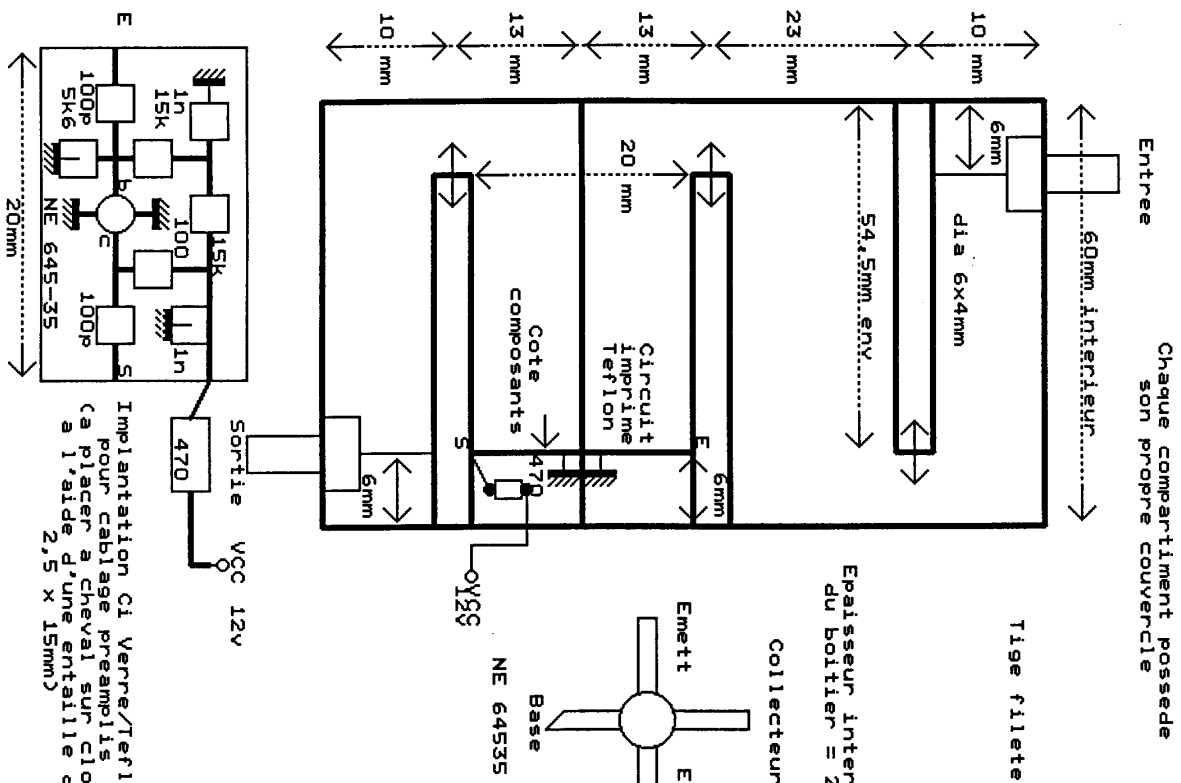 Chaque compartiment possede
son propre couvercle
Entree
60mm interieur
Tige filete
6mm
dia 6x4mm
54,5mm env
Epaisseur inter
du boitier = 2
Collecteur
Emett
E
Base
NE 64535
10 mm
23 mm
13 mm
13 mm
10 mm
20 mm
E
6mm
Circuit
imprime
Teflon
Cote
composants
470
S
VCC
12v
6mm
Sortie
VCC 12v
470
1n
15k
15k
1n
100
100p
5k6
b
c
100p
E
S
NE 645-35
20mm
Implantation Ci Verre/Tefl
pour cablage preamplis
(a placer a cheval sur clo
a l'aide d'une entaille d
2,5 x 15mm)